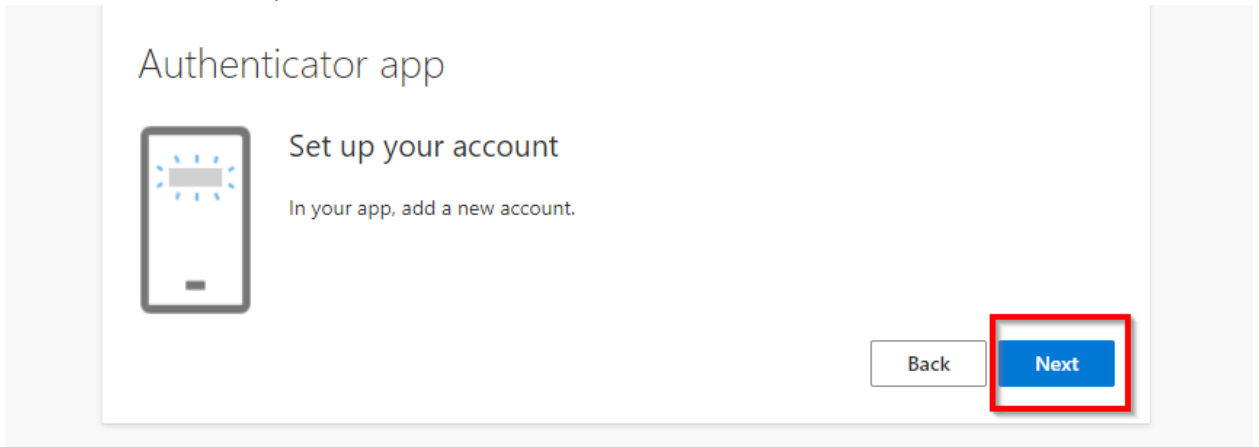 Authenticator app
Set up your account
In your app, add a new account.
Back
Next